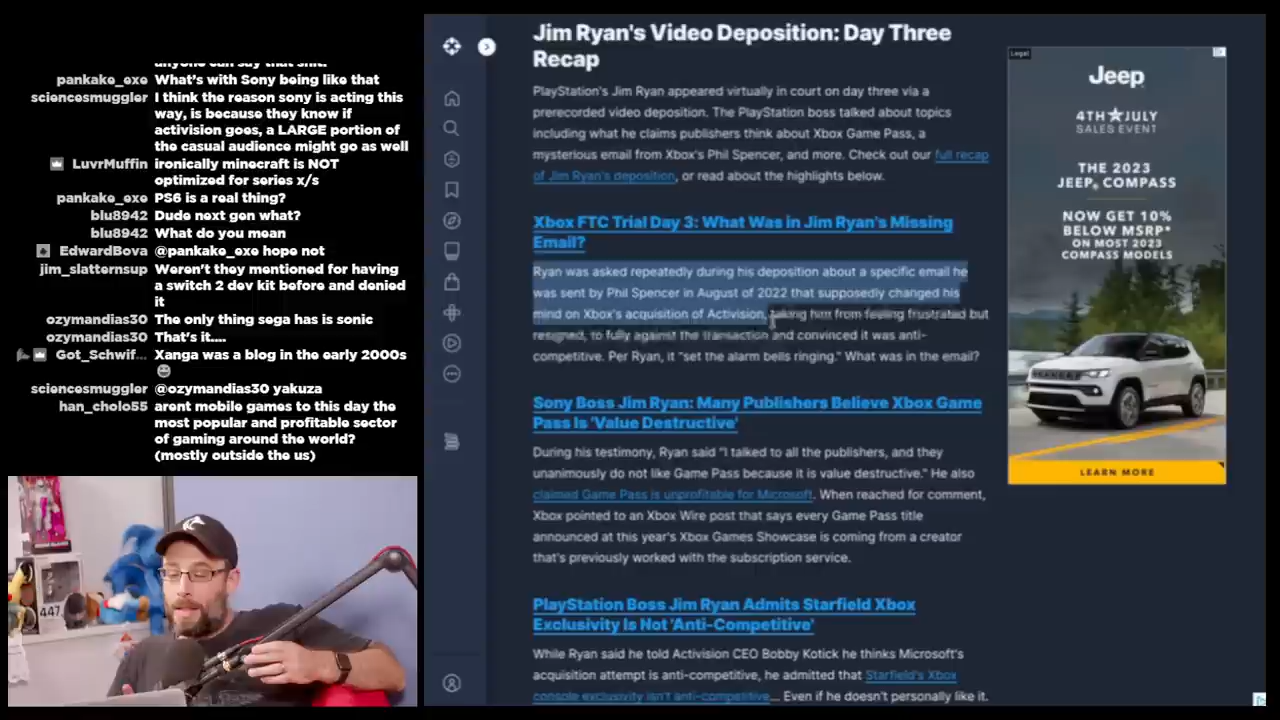 anyone can say that shit.
pankake_exe What's with Sony being like that
sciencesmuggler I think the reason sony is acting this
way, is because they know if
activision goes, a LARGE portion of
the casual audience might go as well
LuvrMuffin ironically minecraft is NOT
optimized for series x/s
pankake_exe PS6 is a real thing?
blu8942 Dude next gen what?
blu8942 What do you mean
EdwardBova @pankake_exe hope not
jim_slatternsup Weren't they mentioned for having
a switch 2 dev kit before and denied
it
ozymandias30 The only thing sega has is sonic
ozymandias30 That's it....
Got_Schwif... Xanga was a blog in the early 2000s
sciencesmuggler @ozymandias30 yakuza
han_cholo55 arent mobile games to this day the
most popular and profitable sector
of gaming around the world?
(mostly outside the us)
447
Jim Ryan's Video Deposition: Day Three
Recap
PlayStation's Jim Ryan appeared virtually in court on day three via a
prerecorded video deposition. The PlayStation boss talked about topics
including what he claims publishers think about Xbox Game Pass, a
mysterious email from Xbox's Phil Spencer, and more. Check out our full recap
of Jim Ryan's deposition, or read about the highlights below.
Xbox FTC Trial Day 3: What Was in Jim Ryan's Missing
Email?
Ryan was asked repeatedly during his deposition about a specific email he
was sent by Phil Spencer in August of 2022 that supposedly changed his
mind on Xbox's acquisition of Activision, taking him from feeling frustrated but
resigned, to fully against the transaction and convinced it was anti-
competitive. Per Ryan, it "set the alarm bells ringing." What was in the email?
Sony Boss Jim Ryan: Many Publishers Believe Xbox Game
Pass Is 'Value Destructive'
During his testimony, Ryan said "I talked to all the publishers, and they
unanimously do not like Game Pass because it is value destructive." He also
claimed Game Pass is unprofitable for Microsoft. When reached for comment,
Xbox pointed to an Xbox Wire post that says every Game Pass title
announced at this year's Xbox Games Showcase is coming from a creator
that's previously worked with the subscription service.
PlayStation Boss Jim Ryan Admits Starfield Xbox
Exclusivity Is Not 'Anti-Competitive'
While Ryan said he told Activision CEO Bobby Kotick he thinks Microsoft's
acquisition attempt is anti-competitive, he admitted that Starfield's Xbox
console exclusivity isn't anti-competitive... Even if he doesn't personally like it.
Legal
Jeep
4TH★JULY
SALES EVENT
THE 2023
JEEP® COMPASS
NOW GET 10%
BELOW MSRP*
ON MOST 2023
COMPASS MODELS
LEARN MORE